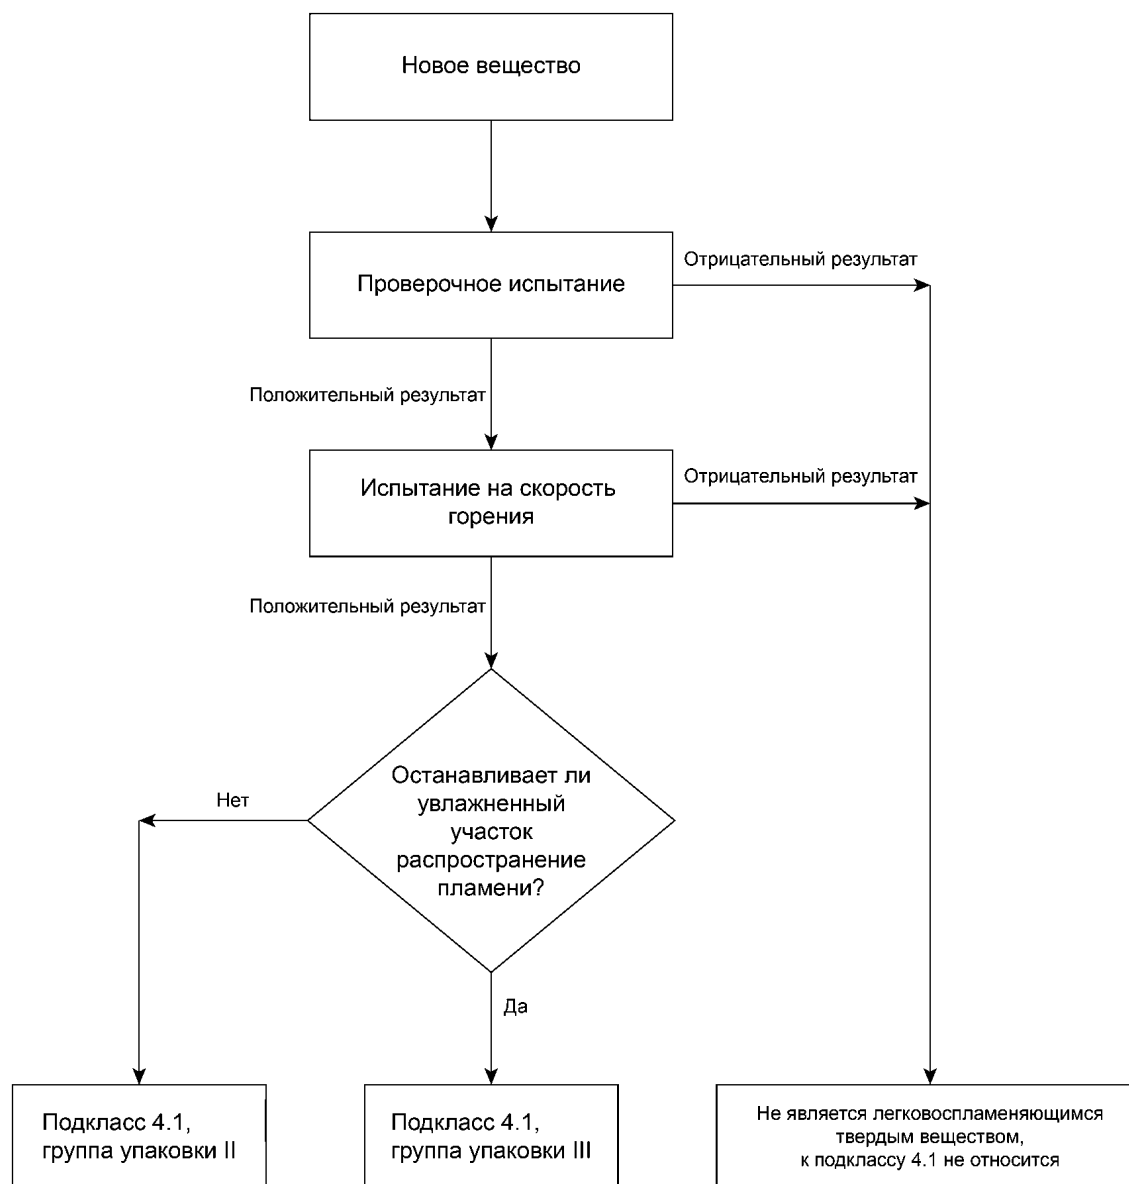 Новое вещество
Отрицательный результат
Проверочное испытание
Положительный результат
Отрицательный результат
Испытание на скорость
горения
Положительный результат
Останавливает ли
увлажненный
участок
распространение
пламени?
Нет
Да
Подкласс 4.1,
группа упаковки II
Подкласс 4.1,
группа упаковки III
Не является легковоспламеняющимся
твердым веществом,
к подклассу 4.1 не относится